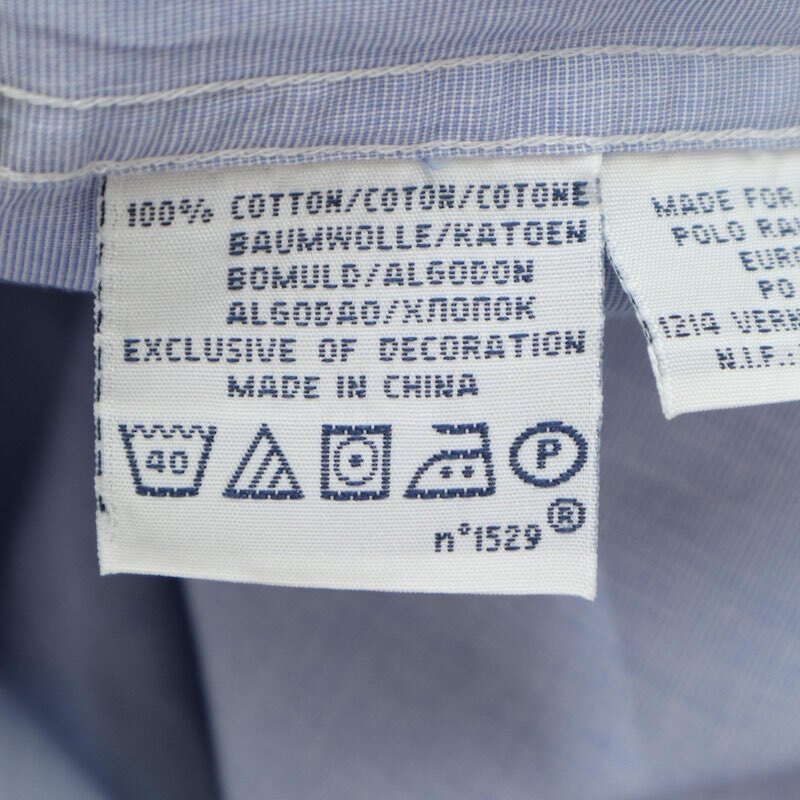 100% COTTON/COTON/COTONE
BAUMWOLLE/KATOEN
BOMULD/ALGODON
ALGODAO/ХЛОПОК
EXCLUSIVE OF DECORATION
MADE IN CHINA
40
P
n°1529®
MADE FOR
POLO RA
EURO
PO
1214 VERN
N.I.F.: